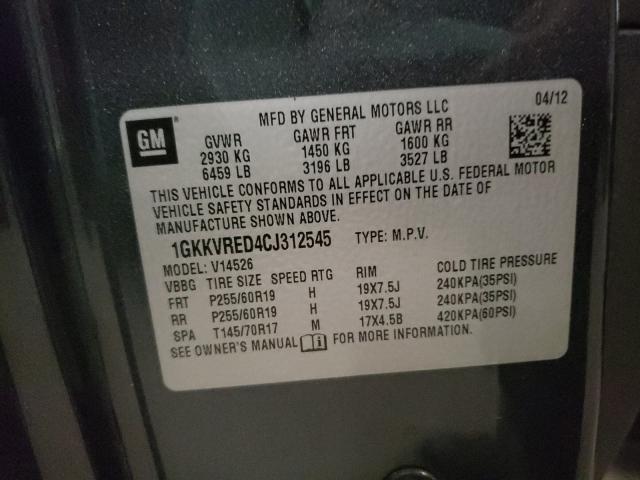 MFD BY GENERAL MOTORS LLC 04/12
GM
GVWR GAWR FRT GAWR RR
2930 KG 1450 KG 1600 KG
6459 LB 3196 LB 3527 LB
THIS VEHICLE CONFORMS TO ALL APPLICABLE U.S. FEDERAL MOTOR
VEHICLE SAFETY STANDARDS IN EFFECT ON THE DATE OF
MANUFACTURE SHOWN ABOVE.
1GKKVRED4CJ312545 TYPE: M.P.V.
MODEL: V14526
VBBG TIRE SIZE SPEED RTG RIM COLD TIRE PRESSURE
FRT P255/60R19 H 19X7.5J 240KPA(35PSI)
RR P255/60R19 H 19X7.5J 240KPA(35PSI)
SPA T145/70R17 M 17X4.5B 420KPA(60PSI)
SEE OWNER'S MANUAL i FOR MORE INFORMATION.